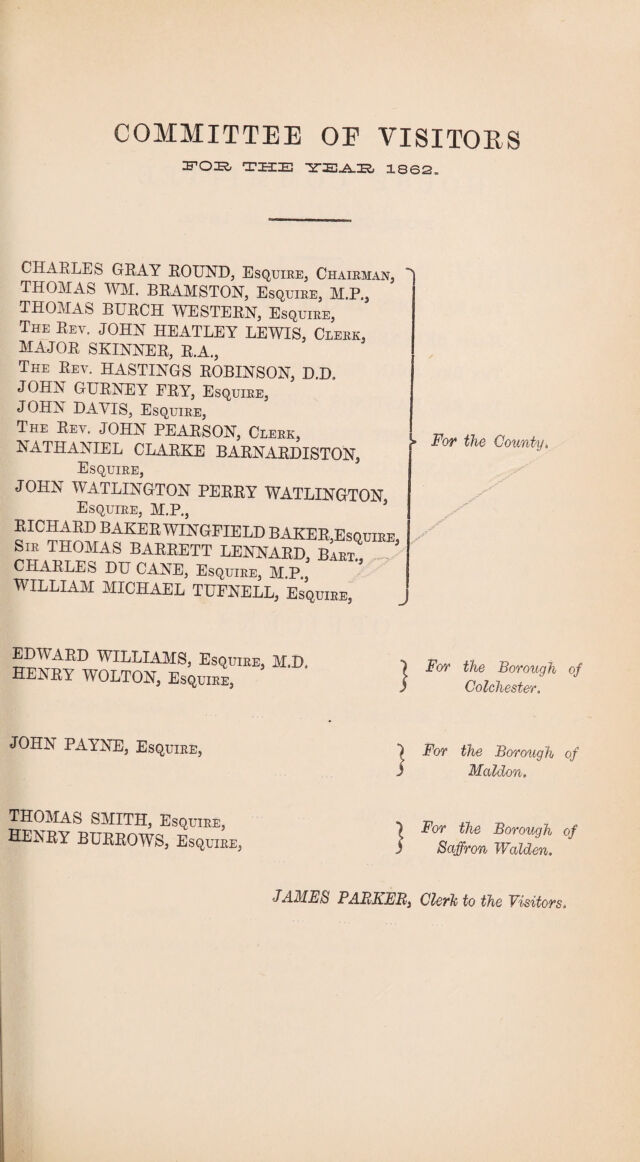 COMMITTEE OF VISITORS
FOR THE YEAR 1862.
CHARLES GRAY ROUND, ESQUIRE, CHAIRMAN,
THOMAS WM. BRAMSTON, ESQUIRE, M.P.,
THOMAS BURCH WESTERN, ESQUIRE,
THE REV. JOHN HEATLEY LEWIS, CLERK,
MAJOR SKINNER, R.A.,
THE REV. HASTINGS ROBINSON, D.D.
JOHN GURNEY FRY, ESQUIRE,
JOHN DAVIS, ESQUIRE,
THE REV. JOHN PEARSON, CLERK,
NATHANIEL CLARKE BARNARDISTON,
ESQUIRE,
JOHN WATLINGTON PERRY WATLINGTON,
ESQUIRE, M.P.,
RICHARD BAKER WINGFIELD BAKER, ESQUIRE,
SIR THOMAS BARRETT LENNARD, BART.,
CHARLES DU CANE, ESQUIRE, M.P.,
WILLIAM MICHAEL TUFNELL, ESQUIRE,
For the County.
EDWARD WILLIAMS, ESQUIRE, M.D.
HENRY WOLTON, ESQUIRE,
For the Borough of
Colchester.
JOHN PAYNE, ESQUIRE,
For the Borough of
Maldon.
THOMAS SMITH, ESQUIRE,
HENRY BURROWS, ESQUIRE,
For the Borough of
Saffron Walden.
JAMES PARKER, Clerk to the Visitors.